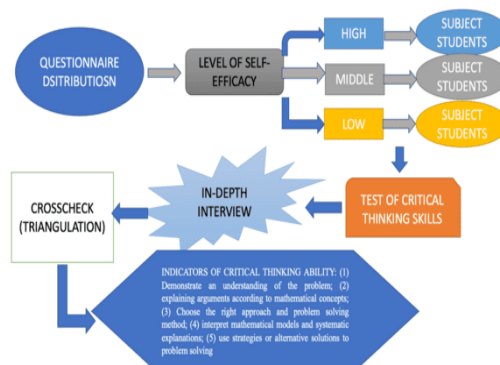 QUESTIONNAIRE
DSITRIBUTIOSN
LEVEL OF SELF-
EFFICACY
HIGH
SUBJECT
STUDENTS
MIDDLE
SUBJECT
STUDENTS
LOW
SUBJECT
STUDENTS
TEST OF CRITICAL
THINKING SKILLS
IN-DEPTH
INTERVIEW
CROSSCHECK
(TRIANGULATION)
INDICATORS OF CRITICAL THINKING ABILITY: (1)
Demonstrate an understanding of the problem; (2)
explaining arguments according to mathematical concepts;
(3) Choose the right approach and problem solving
method; (4) interpret mathematical models and systematic
explanations; (5) use strategies or alternative solutions to
problem solving